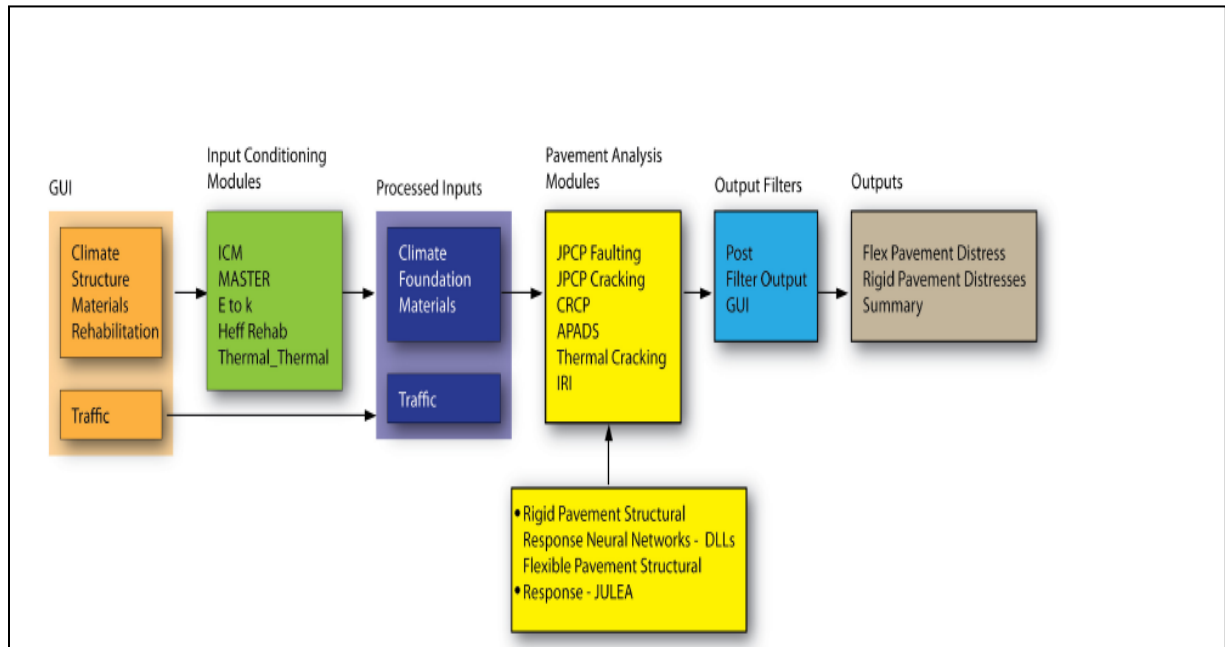 GUI
Climate
Structure
Materials
Rehabilitation
Traffic
Input Conditioning
Modules
ICM
MASTER
E to k
Heff Rehab
Thermal_Thermal
Processed Inputs
Climate
Foundation
Materials
Traffic
Pavement Analysis
Modules
JPCP Faulting
JPCP Cracking
CRCP
APADS
Thermal Cracking
IRI
•Rigid Pavement Structural
Response Neural Networks - DLLs
Flexible Pavement Structural
•Response - JULEA
Output Filters
Post
Filter Output
GUI
Outputs
Flex Pavement Distress
Rigid Pavement Distresses
Summary